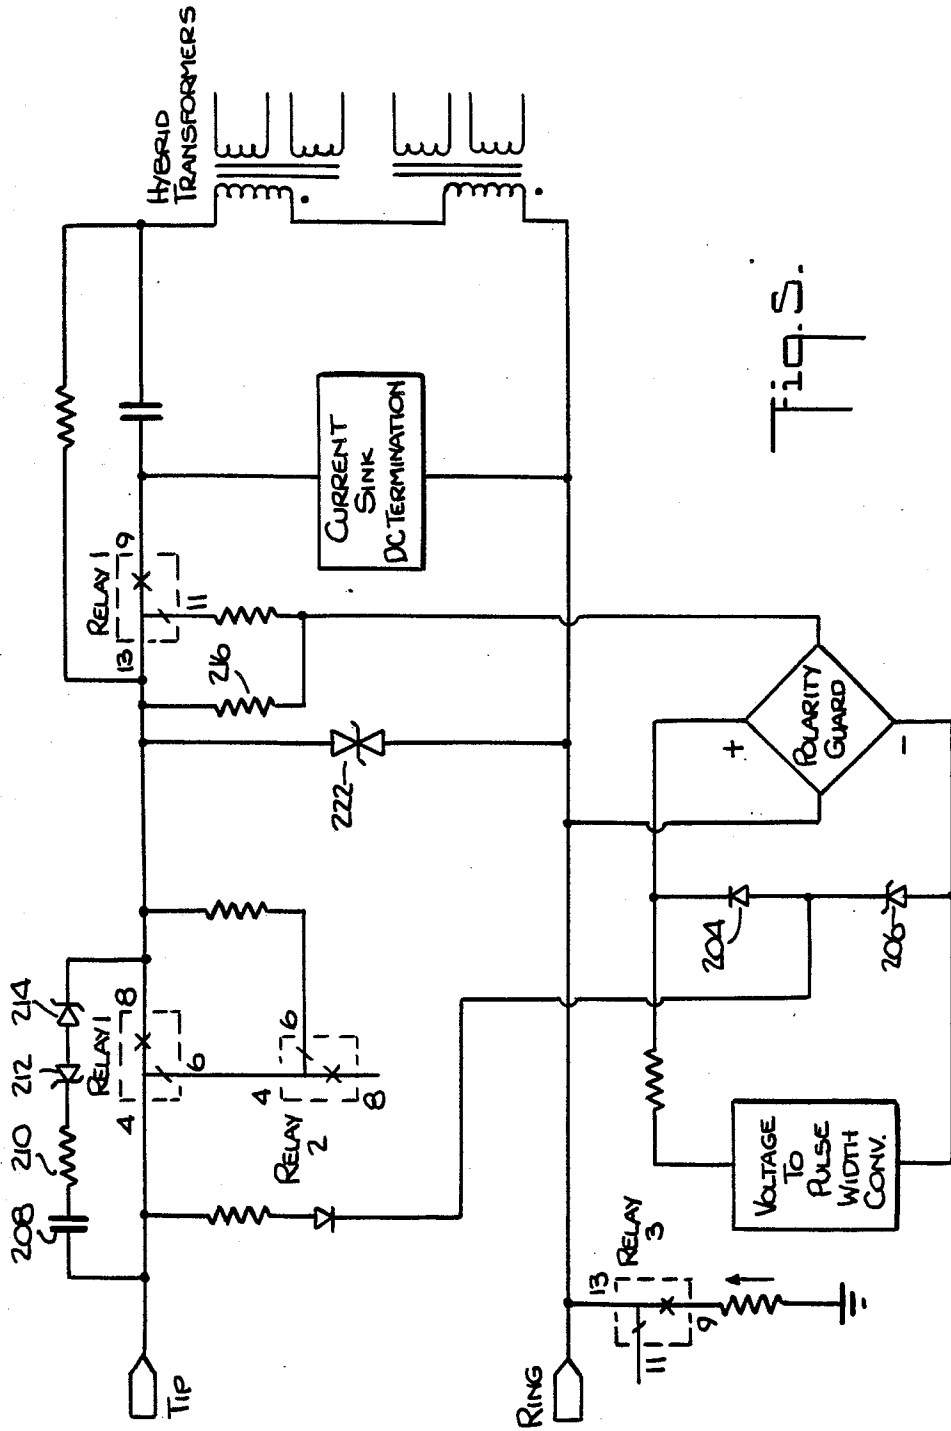 TIP
RING
208
210
212
214
RELAY 1
4
8
6
RELAY
2
4
6
8
RELAY
3
13
11
9
222
216
RELAY 1
13
9
11
CURRENT
SINK
DC TERMINATION
HYBRID
TRANSFORMERS
VOLTAGE
TO
PULSE
WIDTH
CONV.
204
206
+
POLARITY
GUARD
−
Fig. 5.